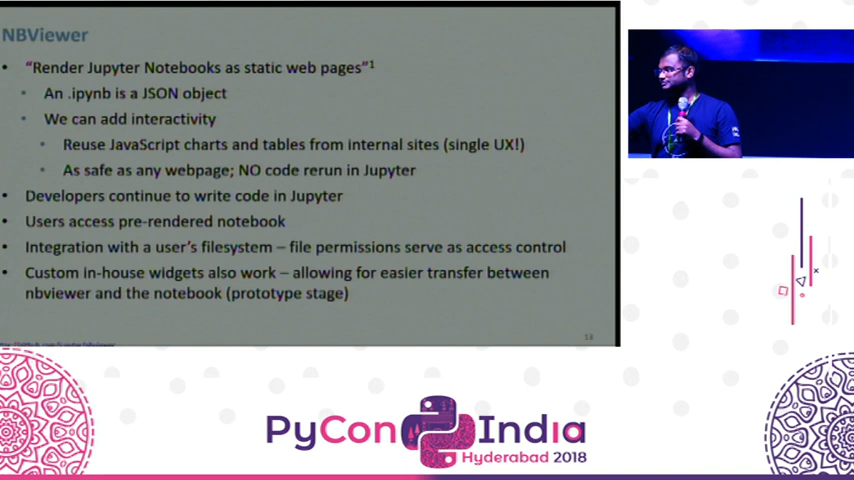 NBViewer
• "Render Jupyter Notebooks as static web pages"1
• An .ipynb is a JSON object
• We can add interactivity
• Reuse JavaScript charts and tables from internal sites (single UX!)
• As safe as any webpage; NO code rerun in Jupyter
• Developers continue to write code in Jupyter
• Users access pre-rendered notebook
• Integration with a user's filesystem – file permissions serve as access control
• Custom in-house widgets also work – allowing for easier transfer between
nbviewer and the notebook (prototype stage)
13
PyCon India
Hyderabad 2018